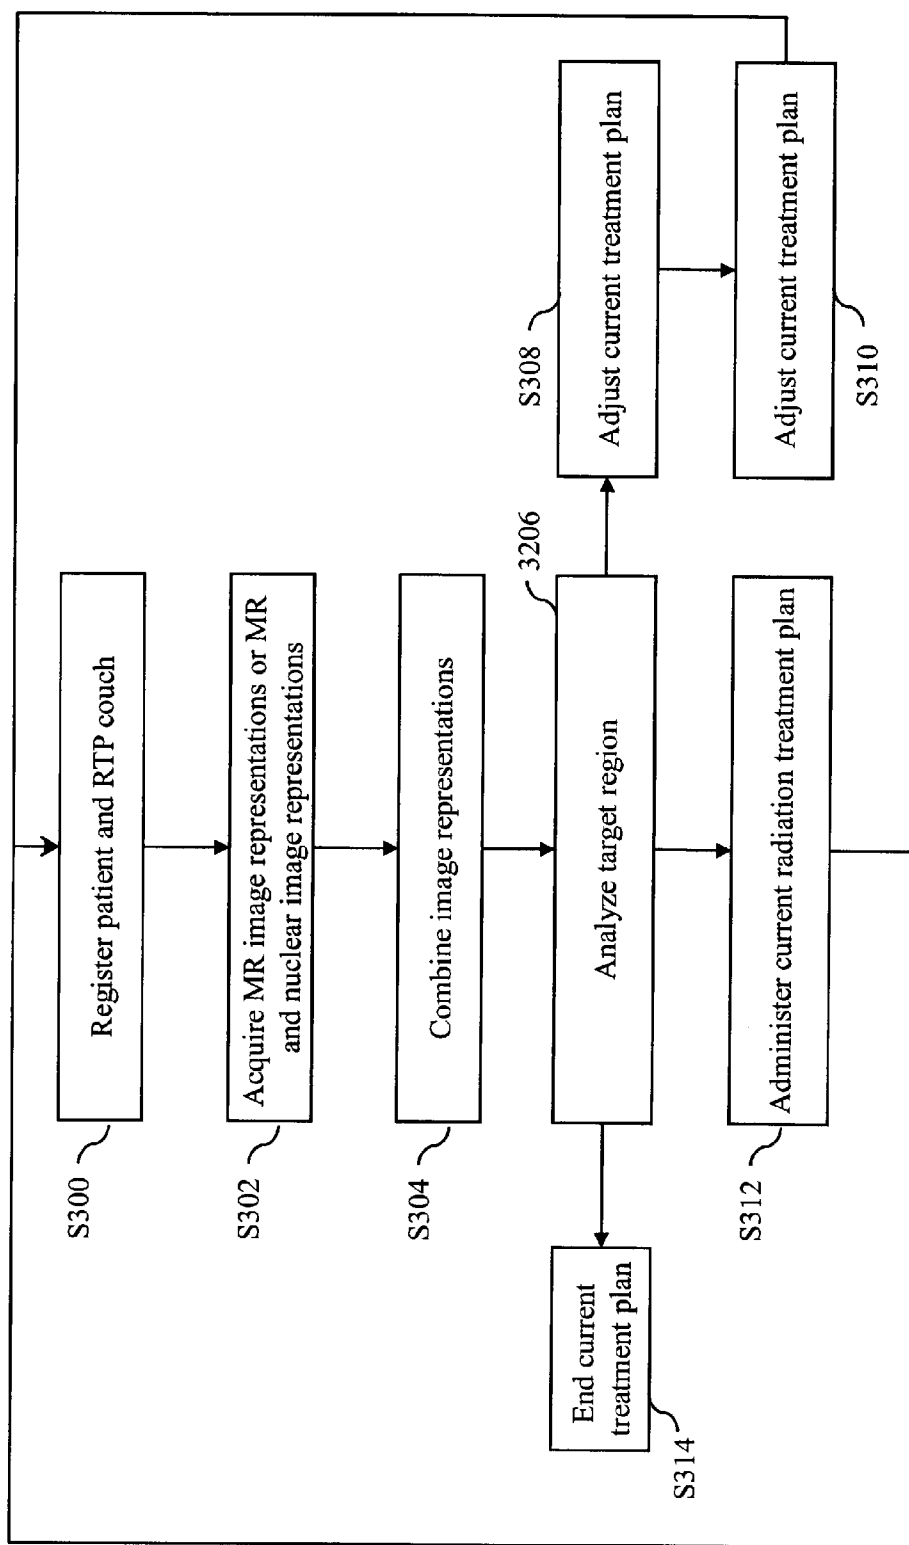 S300
Register patient and RTP couch
S302
Acquire MR image representations or MR
and nuclear image representations
S304
Combine image representations
3206
Analyze target region
S308
Adjust current treatment plan
S310
Adjust current treatment plan
S312
Administer current radiation treatment plan
S314
End current
treatment plan